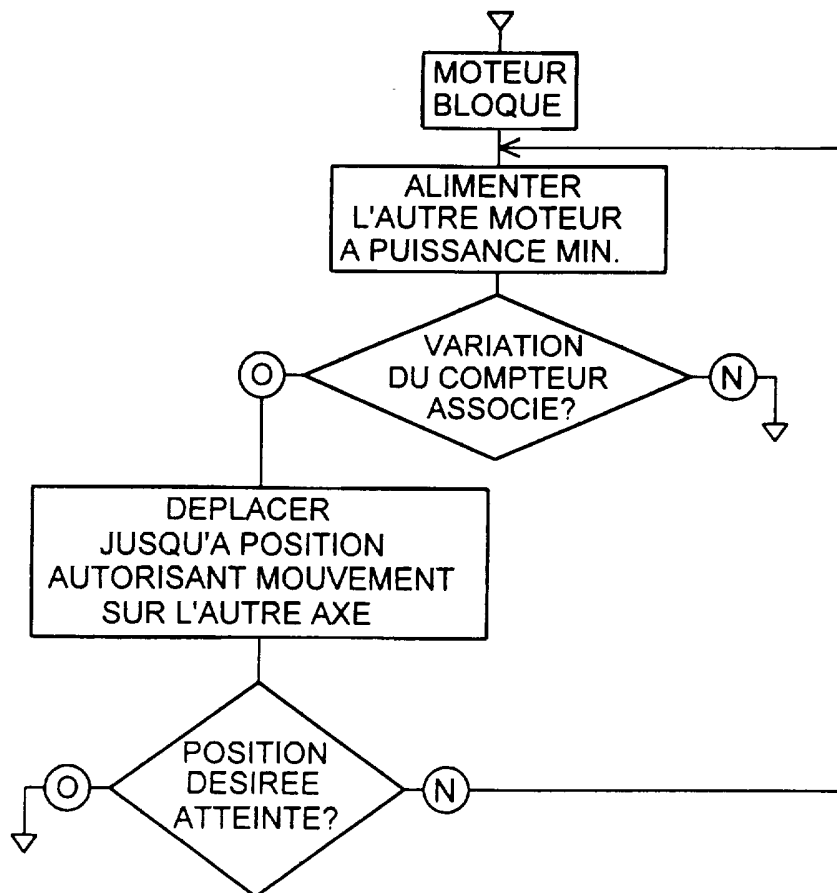 MOTEUR
BLOQUE
ALIMENTER
L'AUTRE MOTEUR
A PUISSANCE MIN.
VARIATION
DU COMPTEUR
ASSOCIE?
O
N
DEPLACER
JUSQU'A POSITION
AUTORISANT MOUVEMENT
SUR L'AUTRE AXE
POSITION
DESIREE
ATTEINTE?
O
N